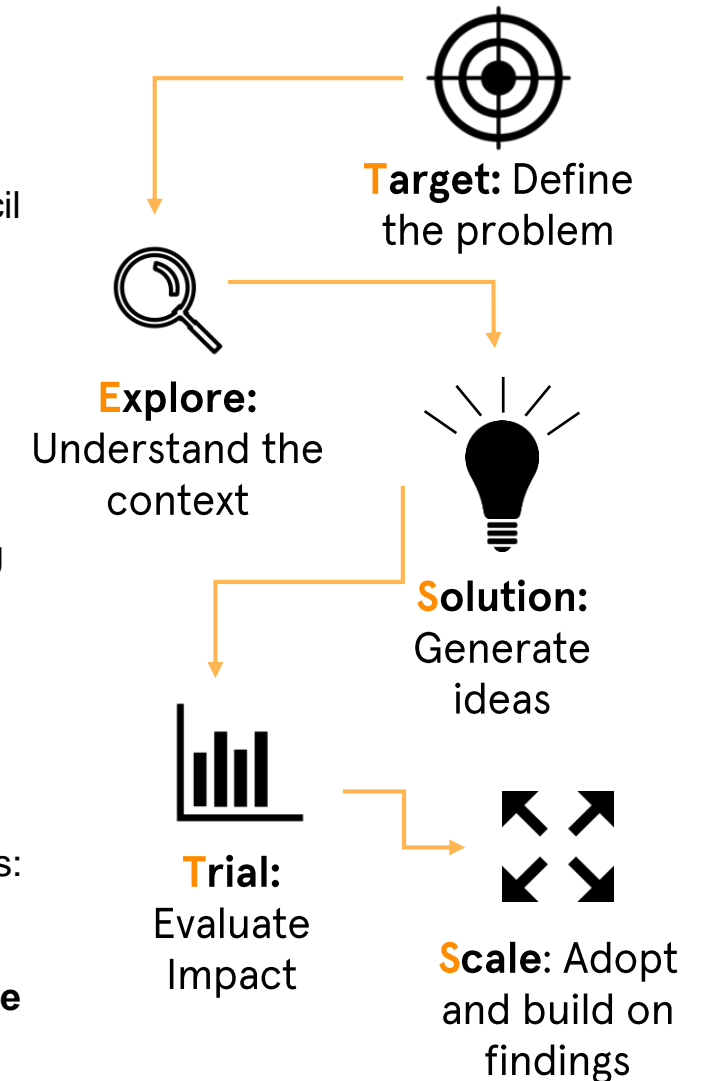 Target: Define
the problem
cil
Explore:
Understand the
context
Solution:
Generate
ideas
s:
Trial:
Evaluate
Impact
e
Scale: Adopt
and build on
findings